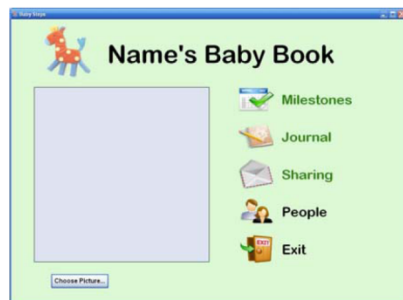 Baby Steps
Name's Baby Book
Milestones
Journal
Sharing
People
EXIT
Exit
Choose Picture...